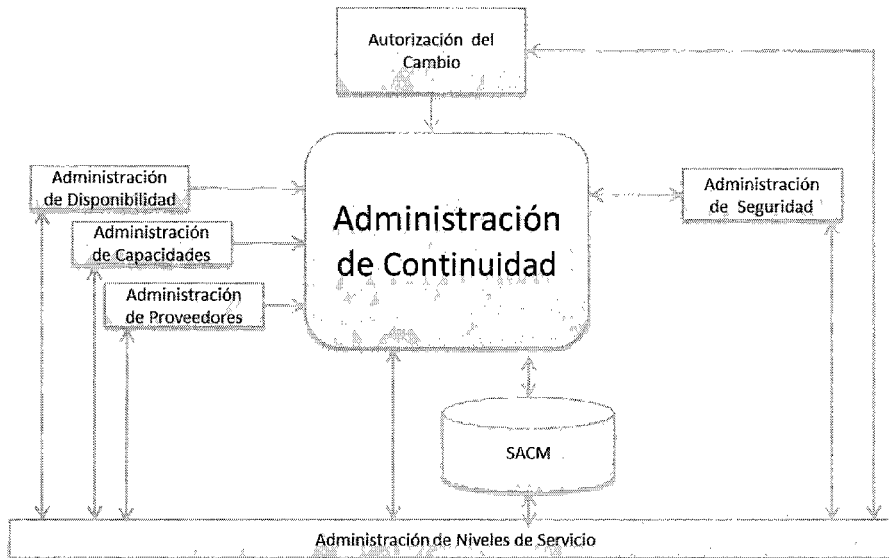 Autorización del
Cambio
Administración
de Disponibilidad
Administración
de Capacidades
Administración
de Proveedores
Administración
de Continuidad
Administración
de Seguridad
SACM
Administración de Niveles de Servicio